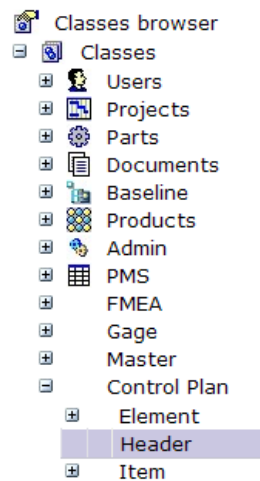 Classes browser
Classes
Users
Projects
Parts
Documents
Baseline
Products
Admin
PMS
FMEA
Gage
Master
Control Plan
Element
Header
Item